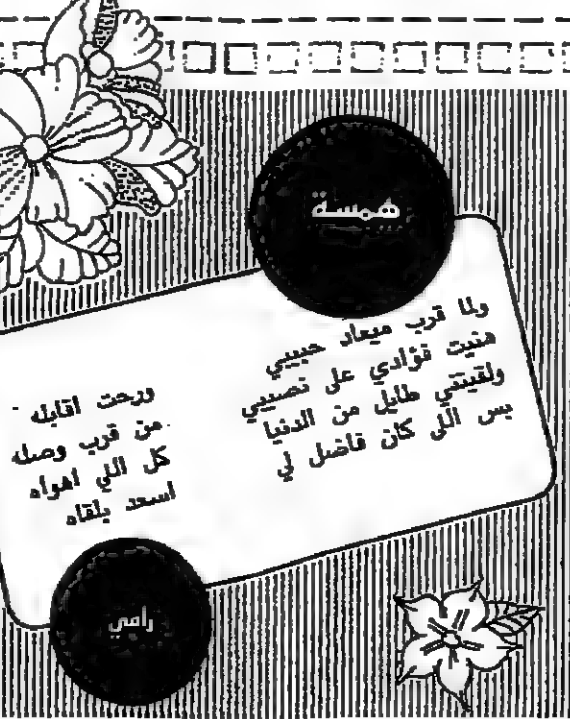 همسة
ولما قرب ميعاد حبيبي ورحت اقابله
هنيت فؤادي على نصيبي من قرب وصله
ولقيتني طايل من الدنيا كل اللي اهواه
بس اللي كان فاضل لي اسعد بلقاه
رامي